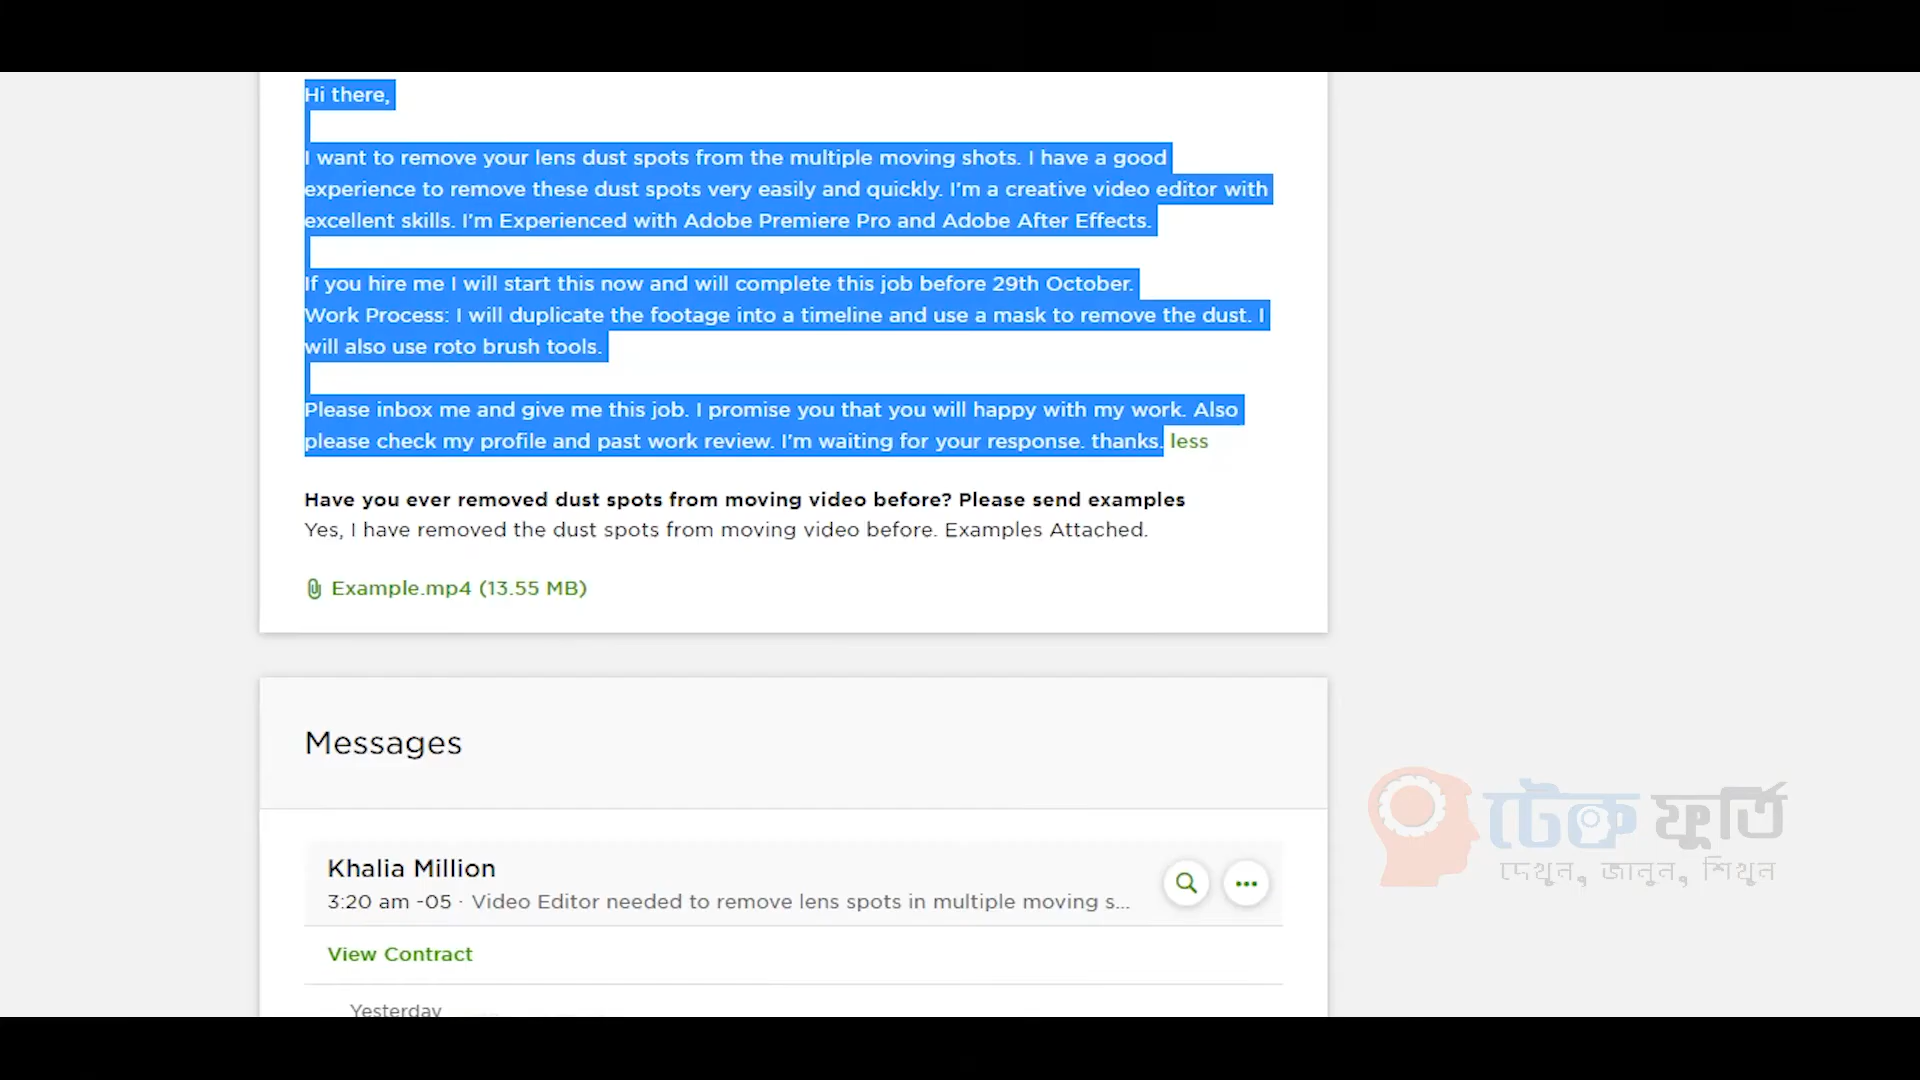 Hi there,
I want to remove your lens dust spots from the multiple moving shots. I have a good
experience to remove these dust spots very easily and quickly. I'm a creative video editor with
excellent skills. I'm Experienced with Adobe Premiere Pro and Adobe After Effects.
If you hire me I will start this now and will complete this job before 29th October.
Work Process: I will duplicate the footage into a timeline and use a mask to remove the dust. I
will also use roto brush tools.
Please inbox me and give me this job. I promise you that you will happy with my work. Also
please check my profile and past work review. I'm waiting for your response. thanks. less
Have you ever removed dust spots from moving video before? Please send examples
Yes, I have removed the dust spots from moving video before. Examples Attached.
Example.mp4 (13.55 MB)
Messages
Khalia Million
3:20 am -05 · Video Editor needed to remove lens spots in multiple moving s...
View Contract
Yesterday
টেক ফুর্তি
দেখুন, জানুন, শিখুন